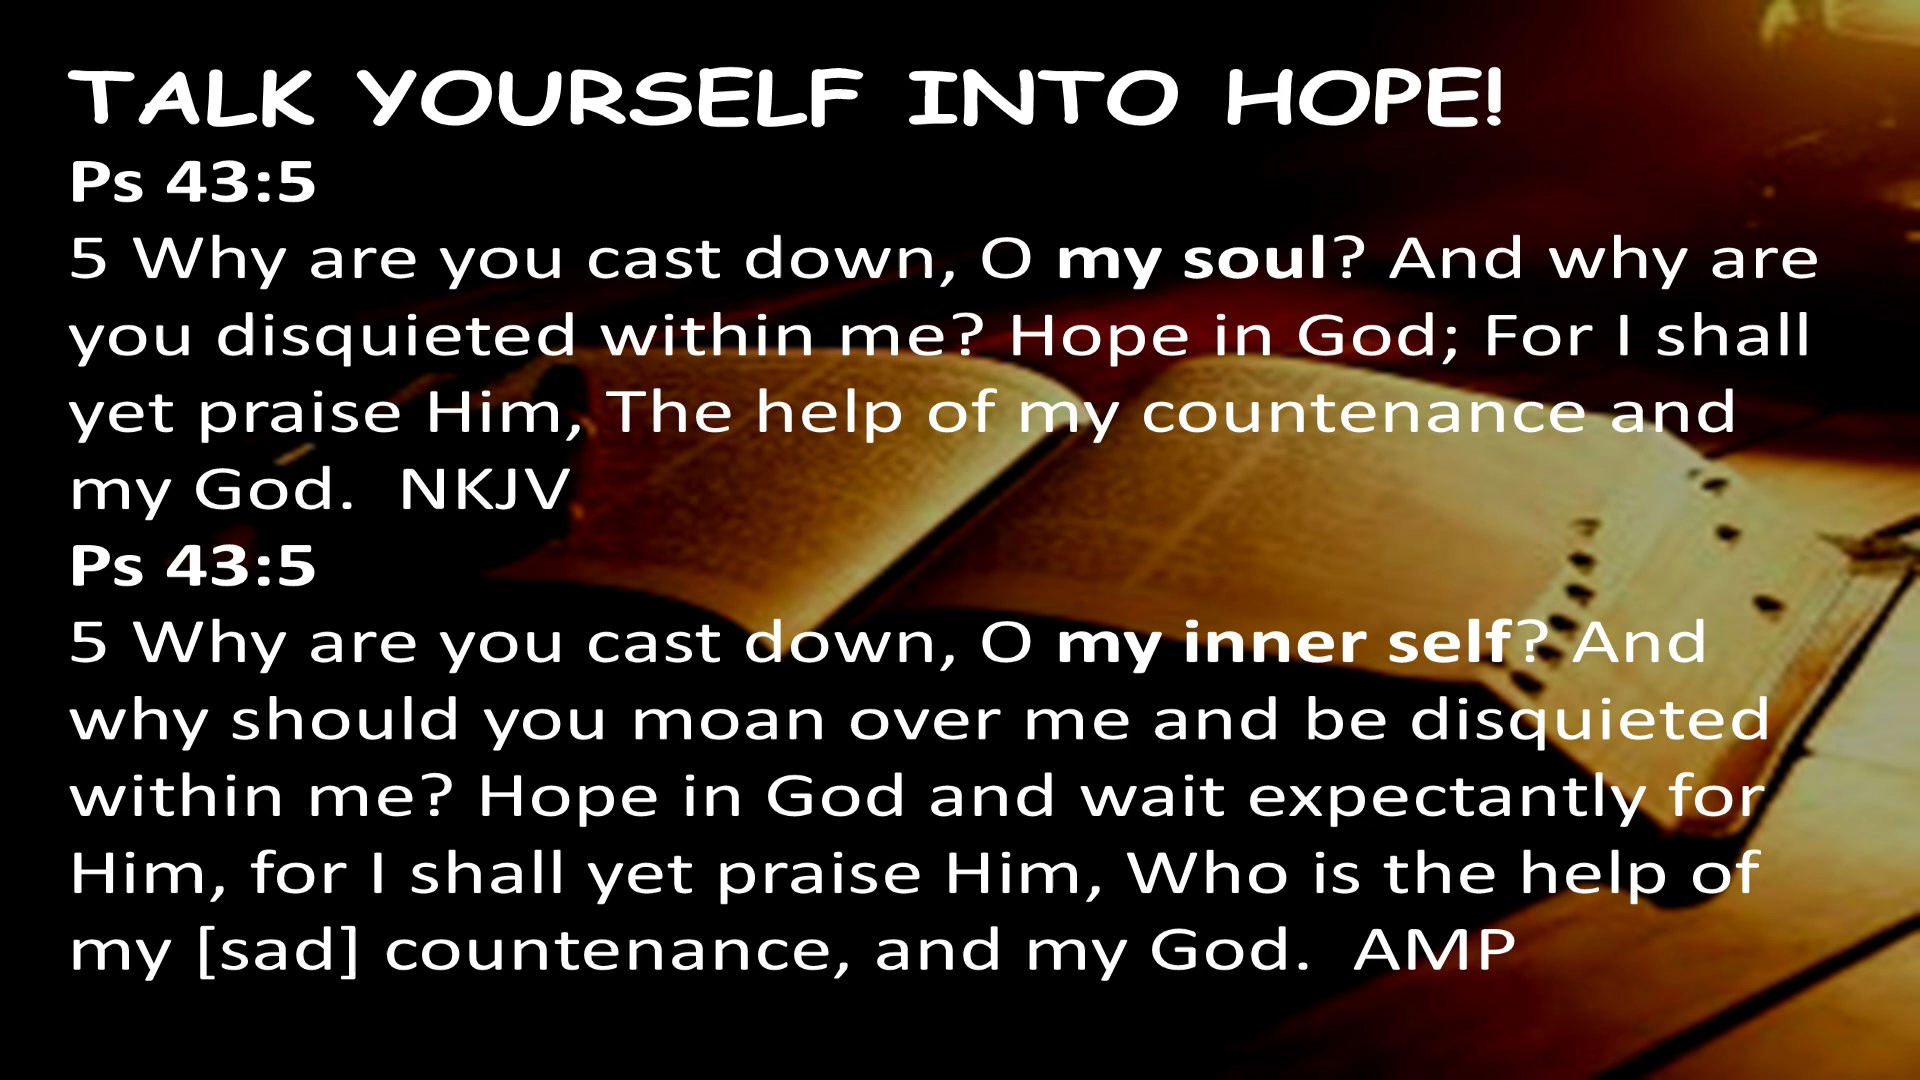 TALK YOURSELF INTO HOPE!
Ps 43:5
5 Why are you cast down, O my soul? And why are
you disquieted within me? Hope in God; For I shall
yet praise Him, The help of my countenance and
my God.  NKJV
Ps 43:5
5 Why are you cast down, O my inner self? And
why should you moan over me and be disquieted
within me? Hope in God and wait expectantly for
Him, for I shall yet praise Him, Who is the help of
my [sad] countenance, and my God.  AMP